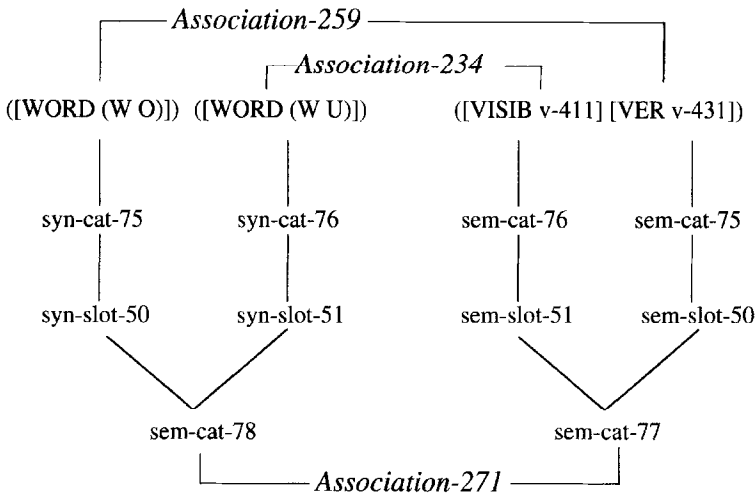 Association-259
Association-234
([WORD (W O)]) ([WORD (W U)]) ([VISIB v-411] [VER v-431])
syn-cat-75 syn-cat-76 sem-cat-76 sem-cat-75
syn-slot-50 syn-slot-51 sem-slot-51 sem-slot-50
sem-cat-78 sem-cat-77
Association-271